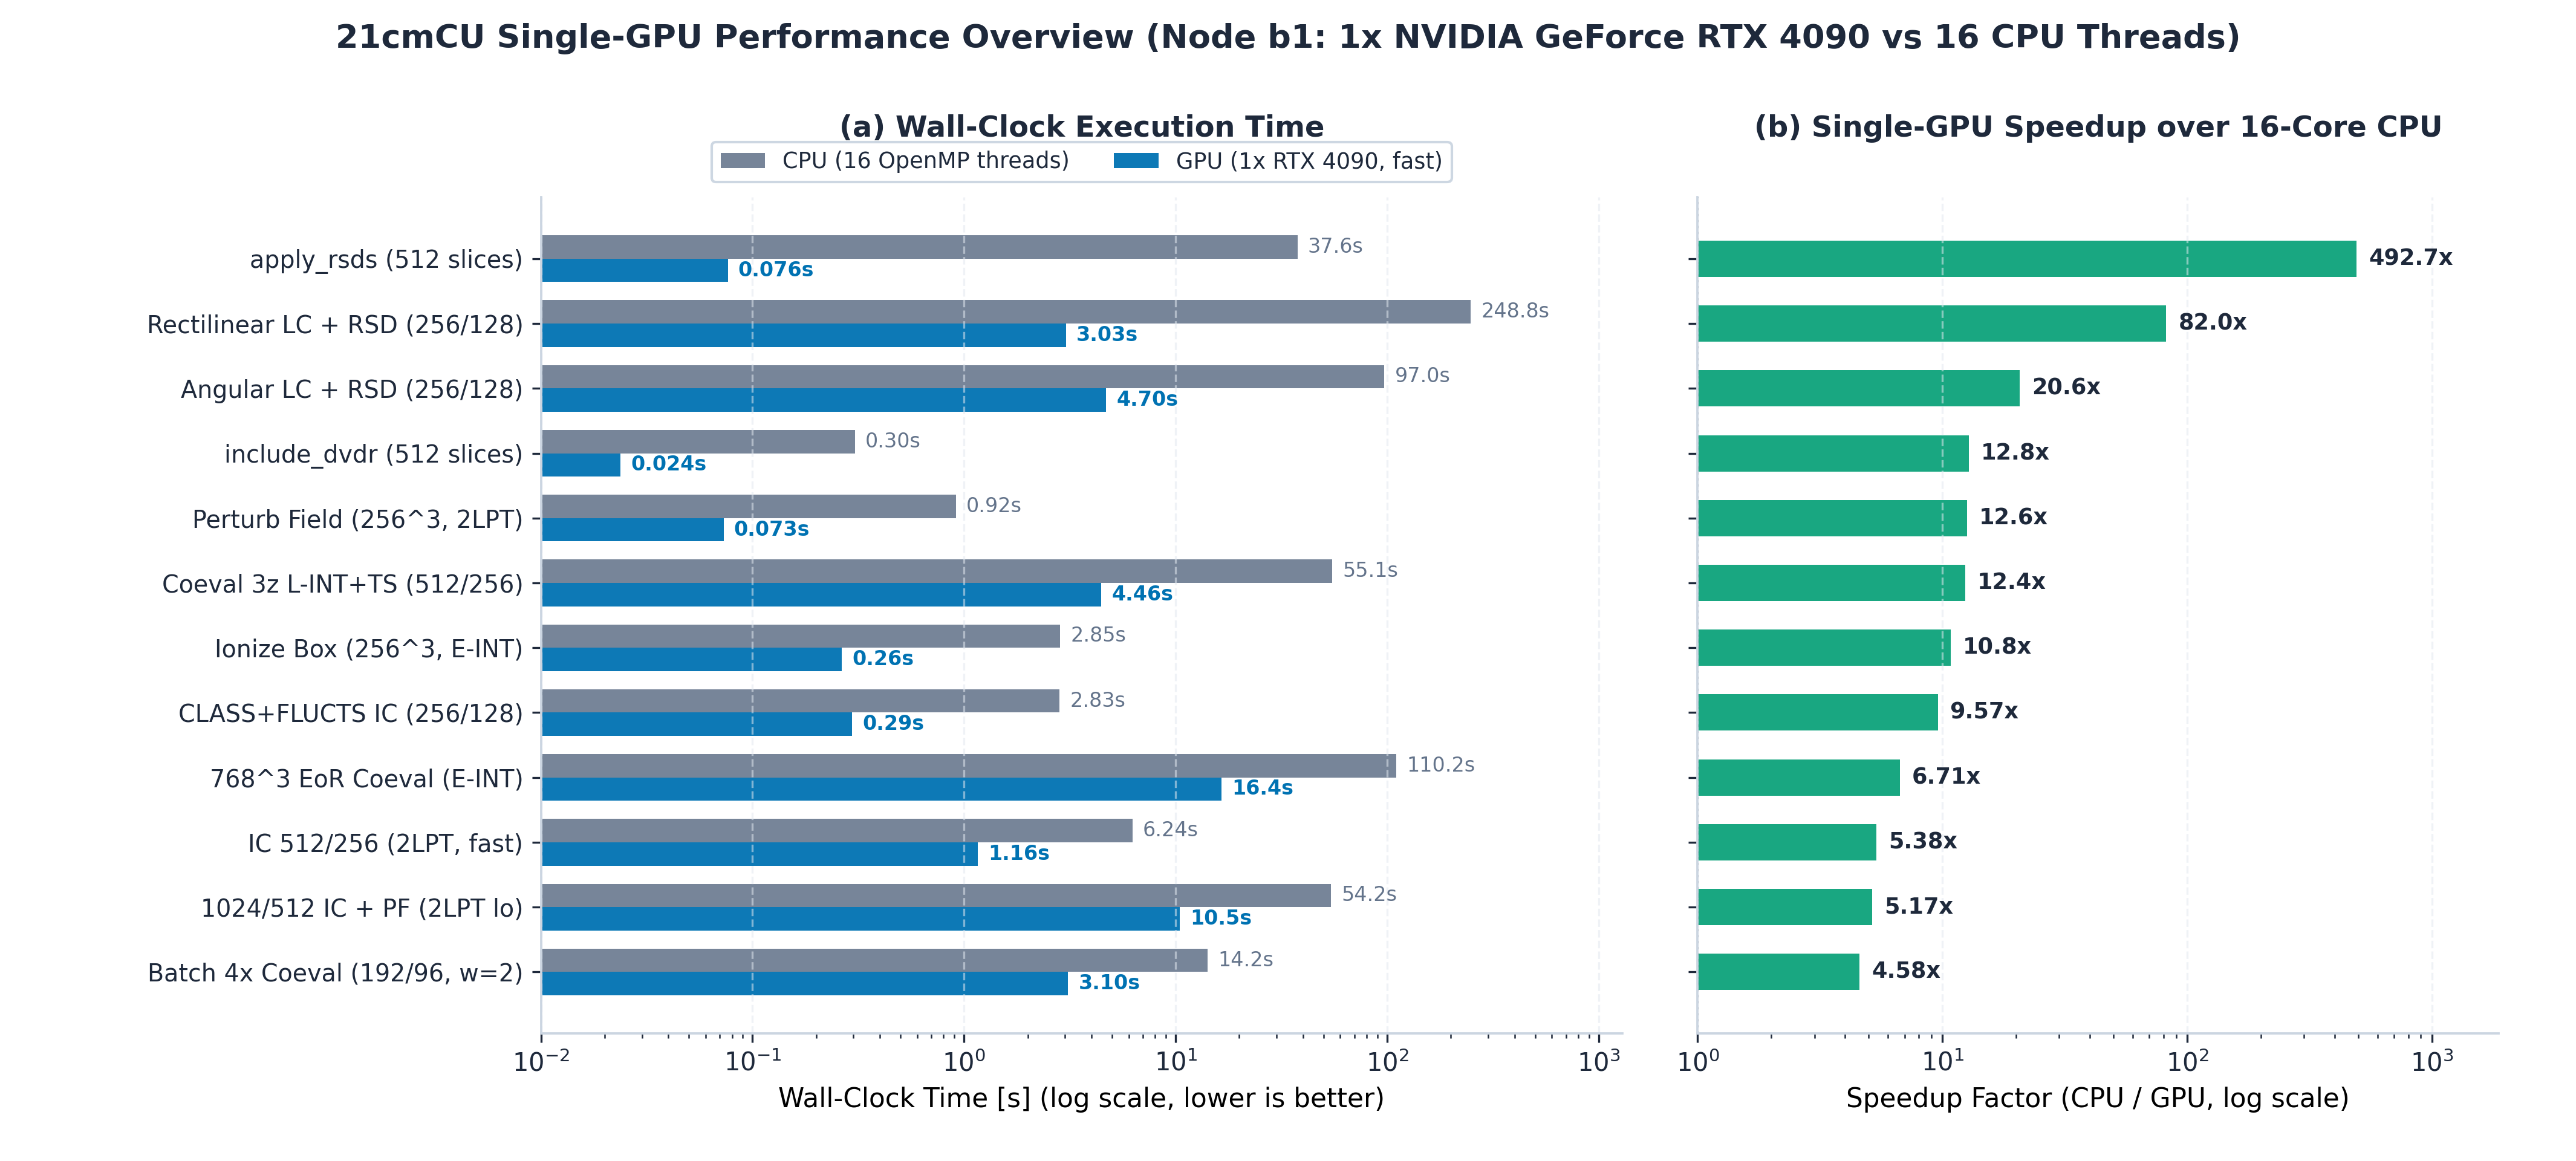 21cmCU Single-GPU Performance Overview (Node b1: 1x NVIDIA GeForce RTX 4090 vs 16 CPU Threads)
(a) Wall-Clock Execution Time
CPU (16 OpenMP threads) GPU (1x RTX 4090, fast)
apply_rsds (512 slices) 37.6s 0.076s
Rectilinear LC + RSD (256/128) 248.8s 3.03s
Angular LC + RSD (256/128) 97.0s 4.70s
include_dvdr (512 slices) 0.30s 0.024s
Perturb Field (256^3, 2LPT) 0.92s 0.073s
Coeval 3z L-INT+TS (512/256) 55.1s 4.46s
Ionize Box (256^3, E-INT) 2.85s 0.26s
CLASS+FLUCTS IC (256/128) 2.83s 0.29s
768^3 EoR Coeval (E-INT) 110.2s 16.4s
IC 512/256 (2LPT, fast) 6.24s 1.16s
1024/512 IC + PF (2LPT lo) 54.2s 10.5s
Batch 4x Coeval (192/96, w=2) 14.2s 3.10s
10⁻² 10⁻¹ 10⁰ 10¹ 10² 10³
Wall-Clock Time [s] (log scale, lower is better)
(b) Single-GPU Speedup over 16-Core CPU
492.7x
82.0x
20.6x
12.8x
12.6x
12.4x
10.8x
9.57x
6.71x
5.38x
5.17x
4.58x
10⁰ 10¹ 10² 10³
Speedup Factor (CPU / GPU, log scale)